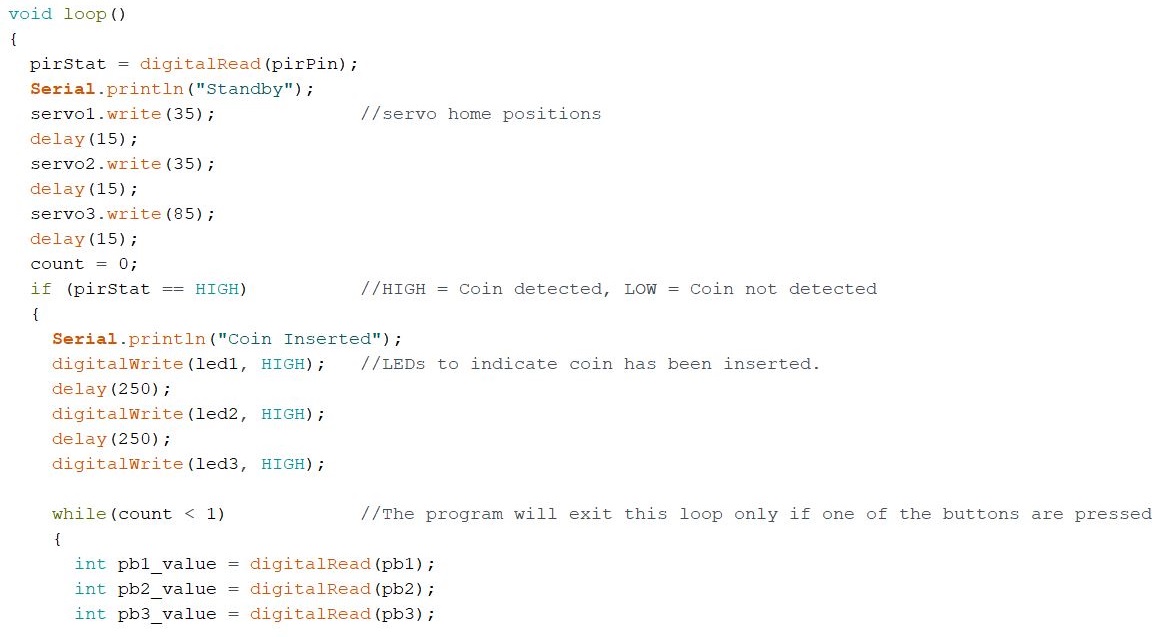 void loop()
{
  pirStat = digitalRead(pirPin);
  Serial.println("Standby");
  servo1.write(35);             //servo home positions
  delay(15);
  servo2.write(35);
  delay(15);
  servo3.write(85);
  delay(15);
  count = 0;
  if (pirStat == HIGH)          //HIGH = Coin detected, LOW = Coin not detected
  {
    Serial.println("Coin Inserted");
    digitalWrite(led1, HIGH);   //LEDs to indicate coin has been inserted.
    delay(250);
    digitalWrite(led2, HIGH);
    delay(250);
    digitalWrite(led3, HIGH);

    while(count < 1)            //The program will exit this loop only if one of the buttons are pressed
    {
      int pb1_value = digitalRead(pb1);
      int pb2_value = digitalRead(pb2);
      int pb3_value = digitalRead(pb3);